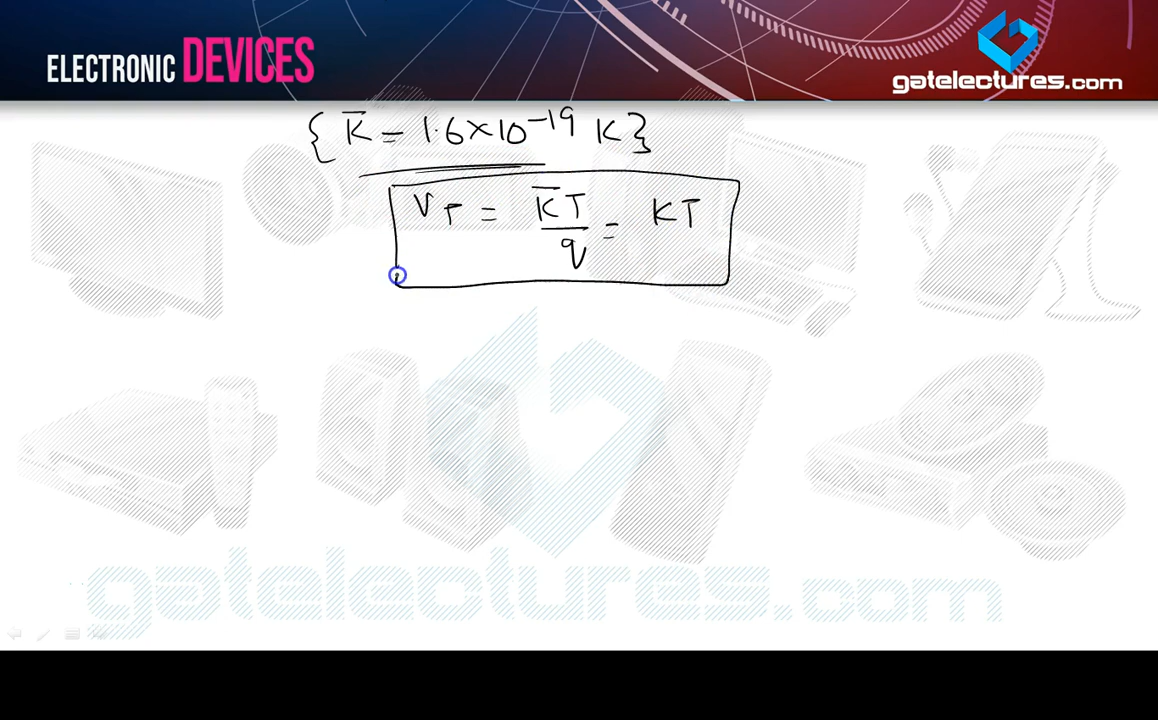 ELECTRONIC DEVICES
gatelectures.com
{ K̅ = 1.6×10⁻¹⁹ K}
V_T = K̅T/q = KT
gatelectures.com